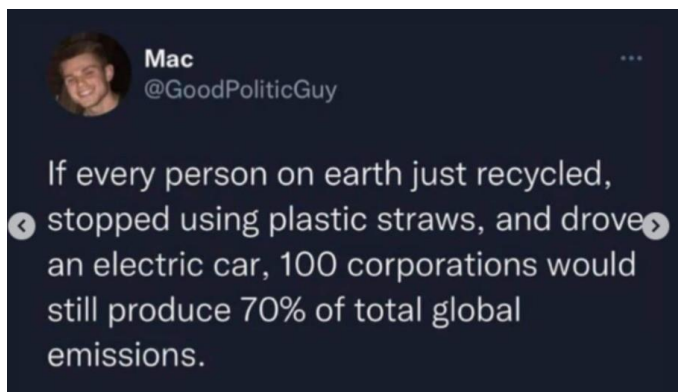 Mac
@GoodPoliticGuy
If every person on earth just recycled,
stopped using plastic straws, and drove
an electric car, 100 corporations would
still produce 70% of total global
emissions.